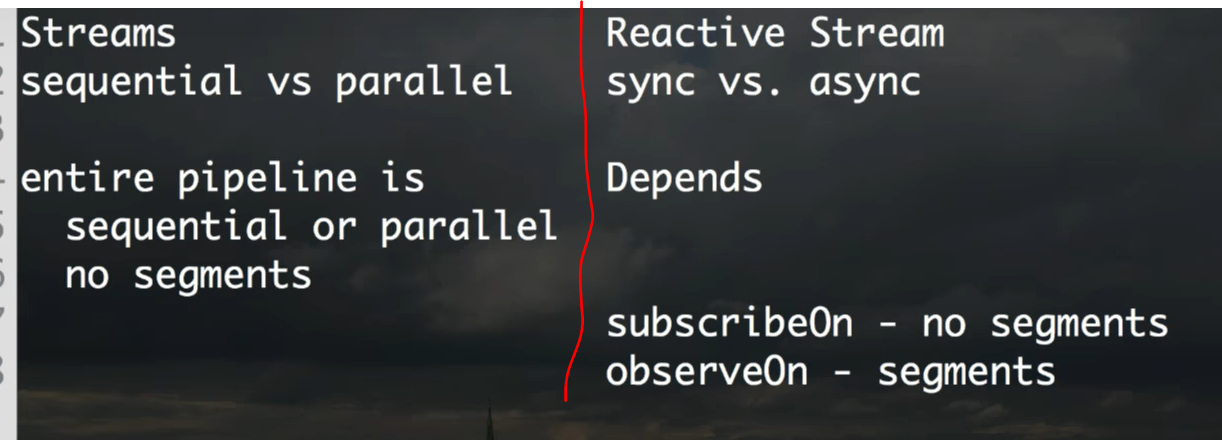 Streams
sequential vs parallel
entire pipeline is
sequential or parallel
no segments
Reactive Stream
sync vs. async
Depends
subscribeOn - no segments
observeOn - segments